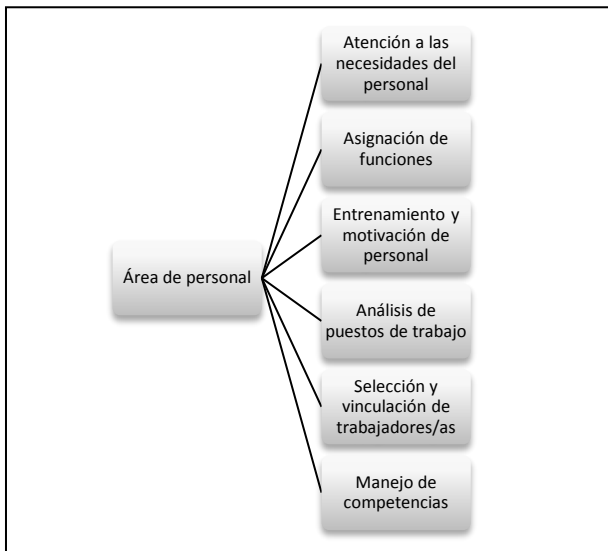 Área de personal
Atención a las
necesidades del
personal
Asignación de
funciones
Entrenamiento y
motivación de
personal
Análisis de
puestos de trabajo
Selección y
vinculación de
trabajadores/as
Manejo de
competencias